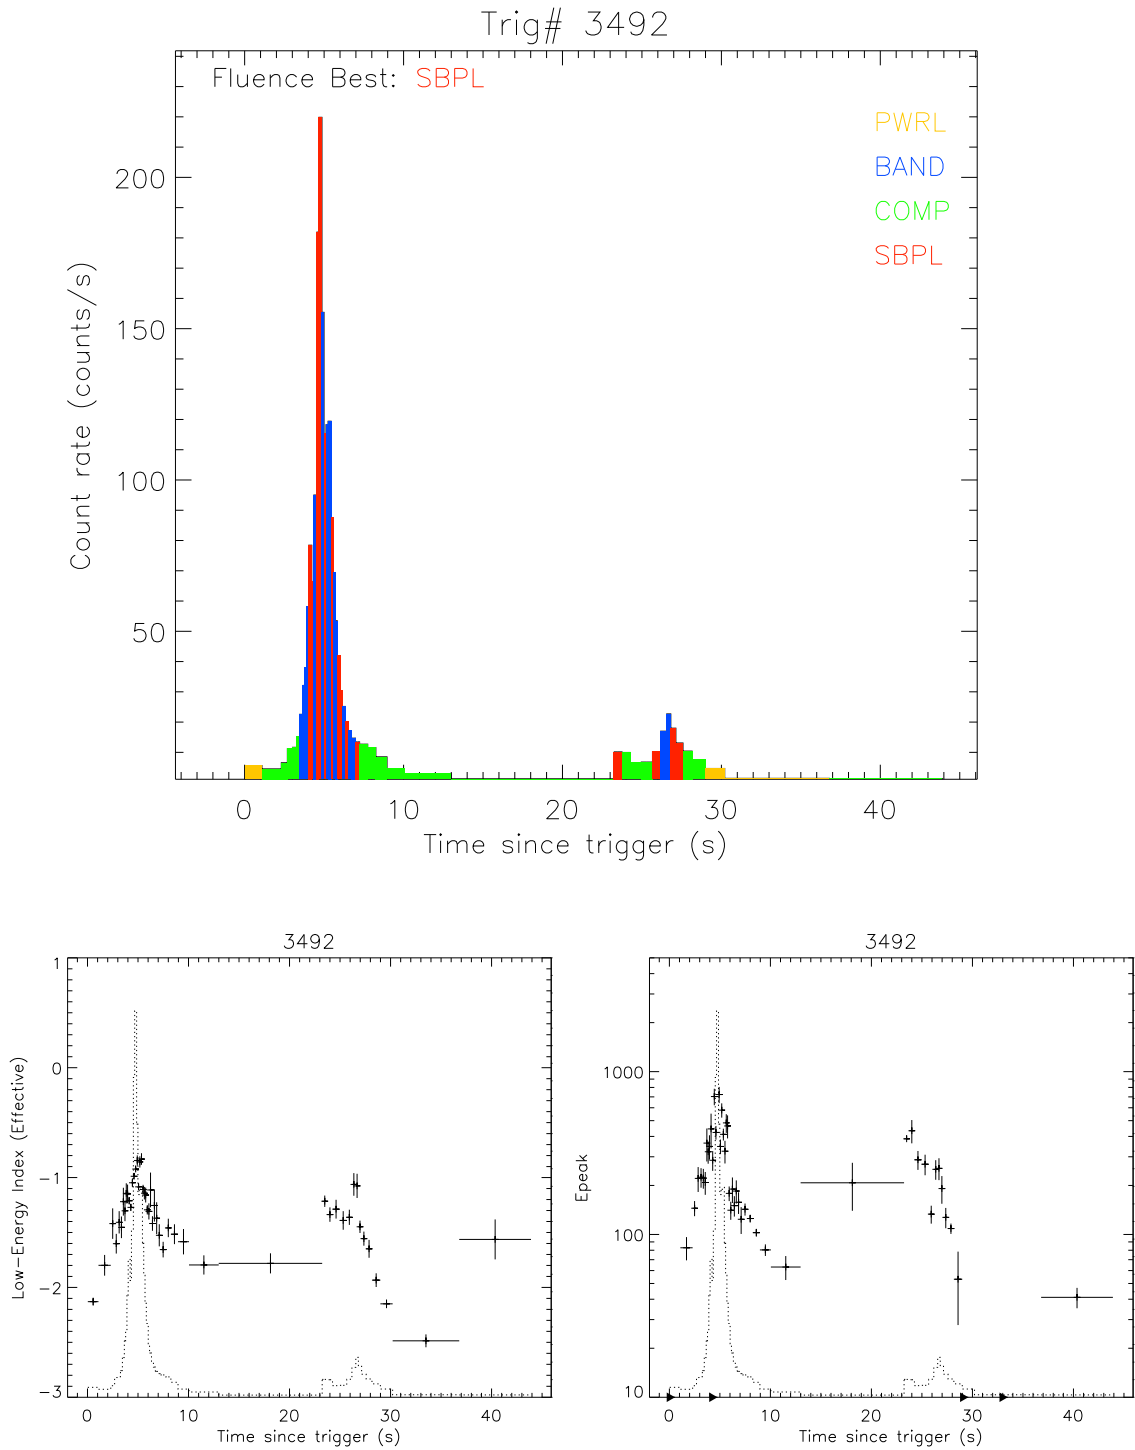 Trig# 3492
Fluence Best: SBPL
PWRL
BAND
COMP
SBPL
200
150
100
50
Count rate (counts/s)
0 10 20 30 40
Time since trigger (s)
3492
1
0
−1
−2
−3
Low−Energy Index (Effective)
0 10 20 30 40
Time since trigger (s)
3492
1000
100
10
Epeak
0 10 20 30 40
Time since trigger (s)